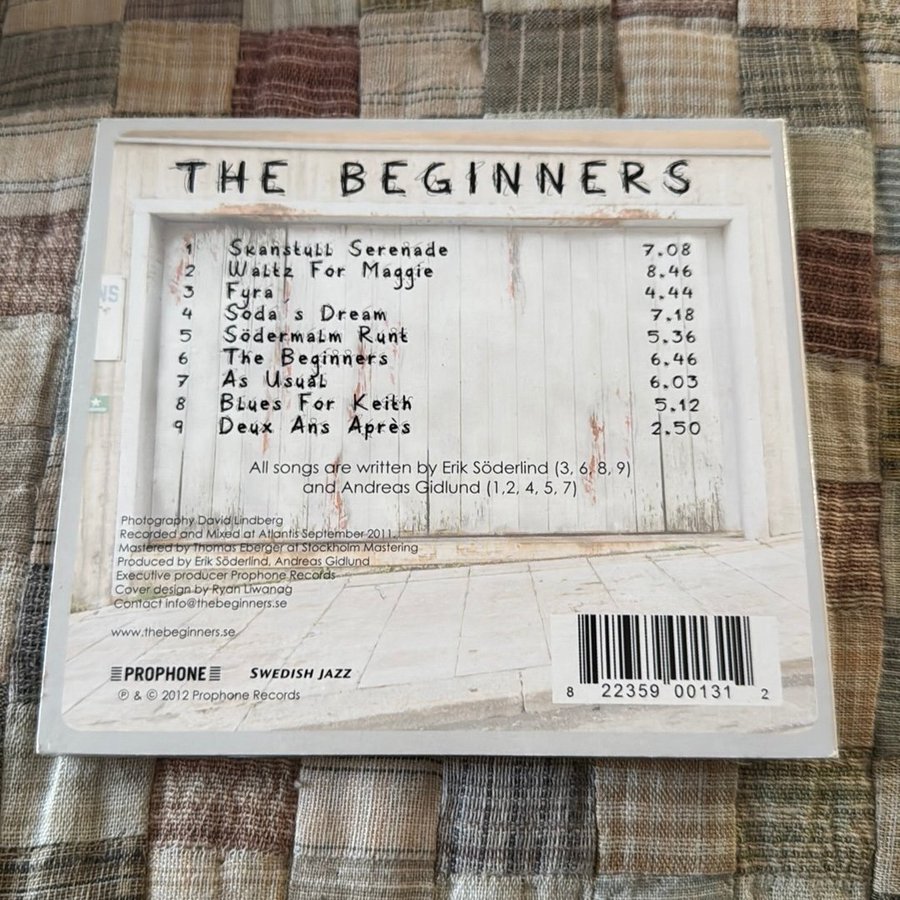 THE BEGINNERS
1 Skanstull Serenade 7.08
2 Waltz For Maggie 8.46
3 Fyra 4.44
4 Soda´s Dream 7.18
5 Södermalm Runt 5.36
6 The Beginners 6.46
7 As Usual 6.03
8 Blues For Keith 5.12
9 Deux Ans Après 2.50
All songs are written by Erik Söderlind (3, 6, 8, 9)
and Andreas Gidlund (1,2, 4, 5, 7)
Photography David Lindberg
Recorded and Mixed at Atlantis September 2011.
Mastered by Thomas Eberger at Stockholm Mastering
Produced by Erik Söderlind, Andreas Gidlund
Executive producer Prophone Records
Cover design by Ryan Liwanag
Contact info@thebeginners.se
www.thebeginners.se
PROPHONE SWEDISH JAZZ
℗ & © 2012 Prophone Records
8 22359 00131 2